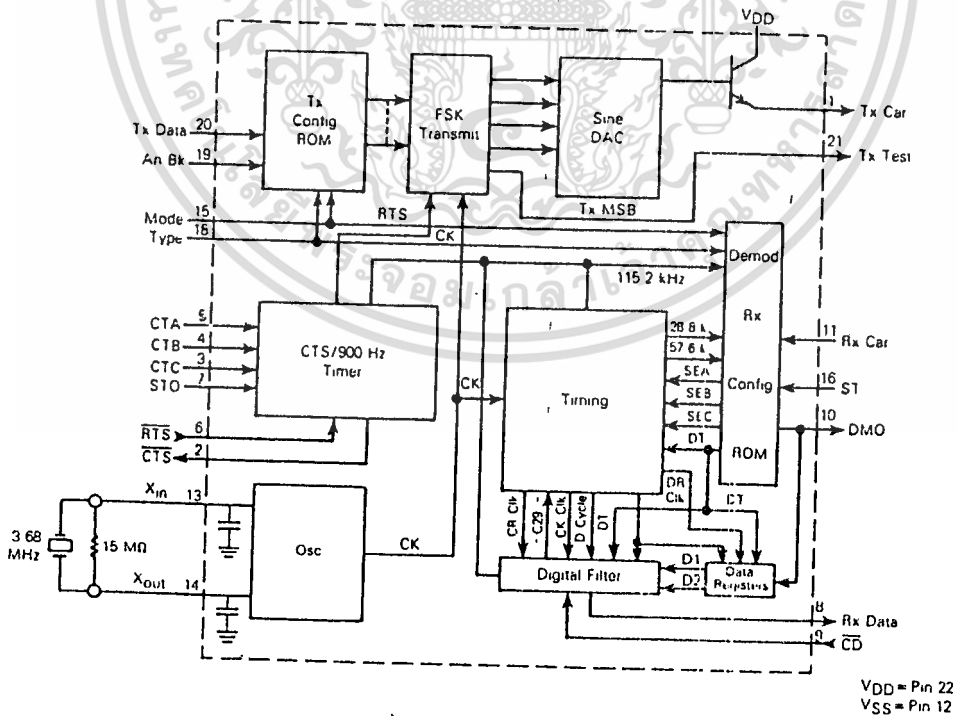 VDD
Tx
Config
ROM
FSK
Transmit
Sine
DAC
1
Tx Car
Tx Data 20
An Bk 19
21
Tx Test
Tx MSB
Mode 15
Type 18
RTS
CK
115.2 kHz
Demod
Rx
Config
ROM
CTA 5
CTB 4
CTC 3
STO 7
CTS/900 Hz
Timer
RTS 6
CTS 2
CK
Timing
28.8 k
57.6 k
SEA
SEB
SEC
DT
11 Rx Car
16 ST
10 DMO
Xin 13
3.68
MHz
15 MΩ
Xout 14
Osc
CK
CR Clk
C29
CK Clk
D Cycle
DT
DR
Clk
DT
Digital Filter
D1
D2
Data
Registers
8
Rx Data
9
CD
VDD = Pin 22
VSS = Pin 12